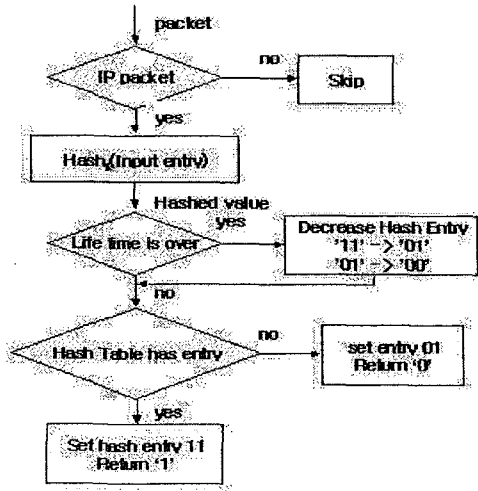 packet
IP packet
no
Skip
yes
Hash(Input entry)
Hashed value
yes
Life time is over
Decrease Hash Entry
'11' -> '01'
'01' -> '00'
no
Hash Table has entry
no
set entry 01
Return '0'
yes
Set hash entry 11
Return '1'